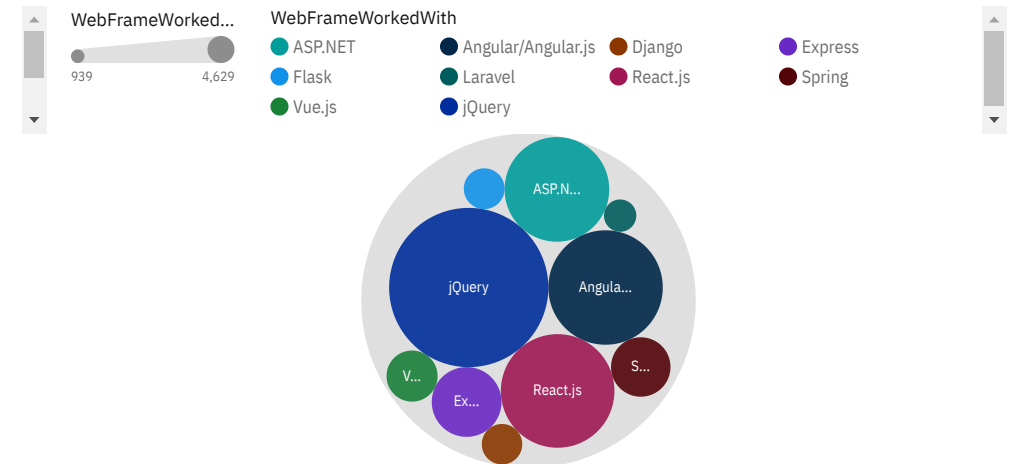 WebFrameWorked...
939 4,629
WebFrameWorkedWith
ASP.NET Angular/Angular.js Django Express
Flask Laravel React.js Spring
Vue.js jQuery
ASP.N...
jQuery
Angula...
S...
V...
React.js
Ex...